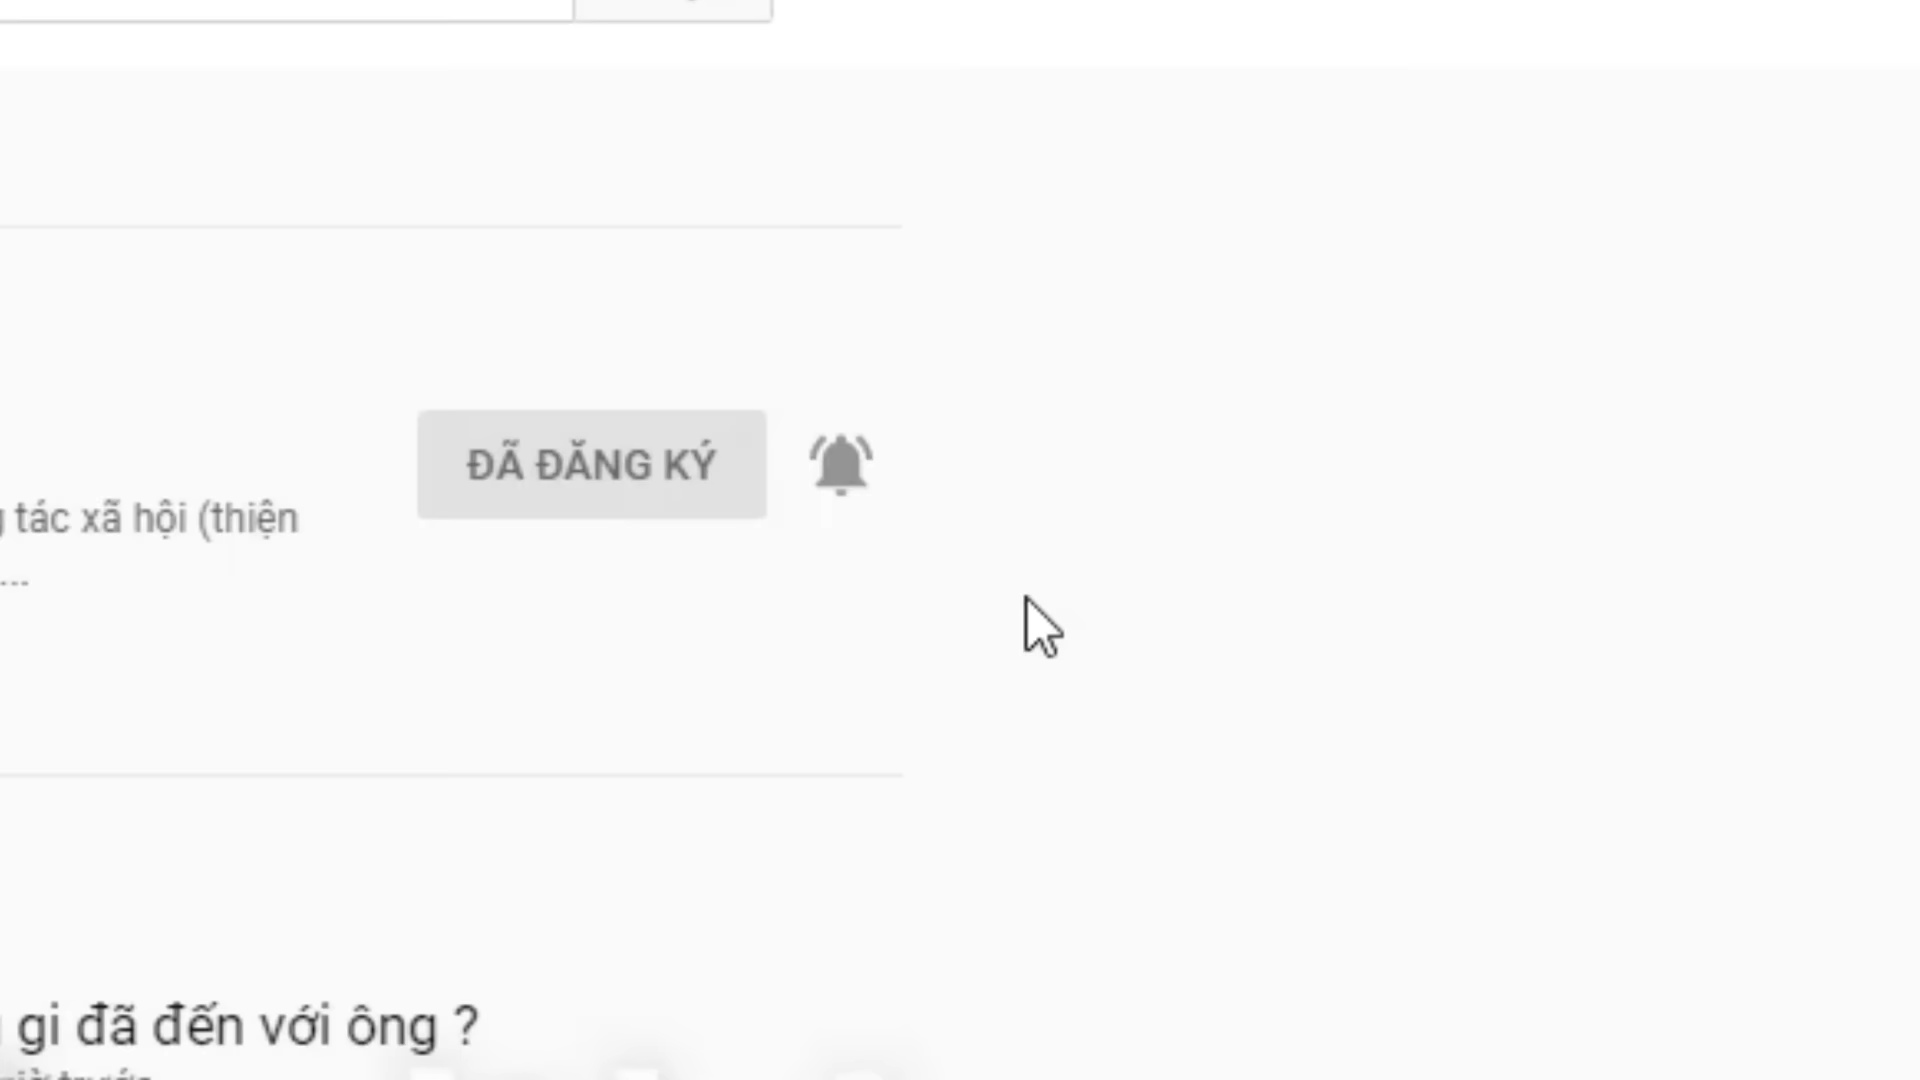 ĐÃ ĐĂNG KÝ
tác xã hội (thiện
...
gi đã đến với ông ?